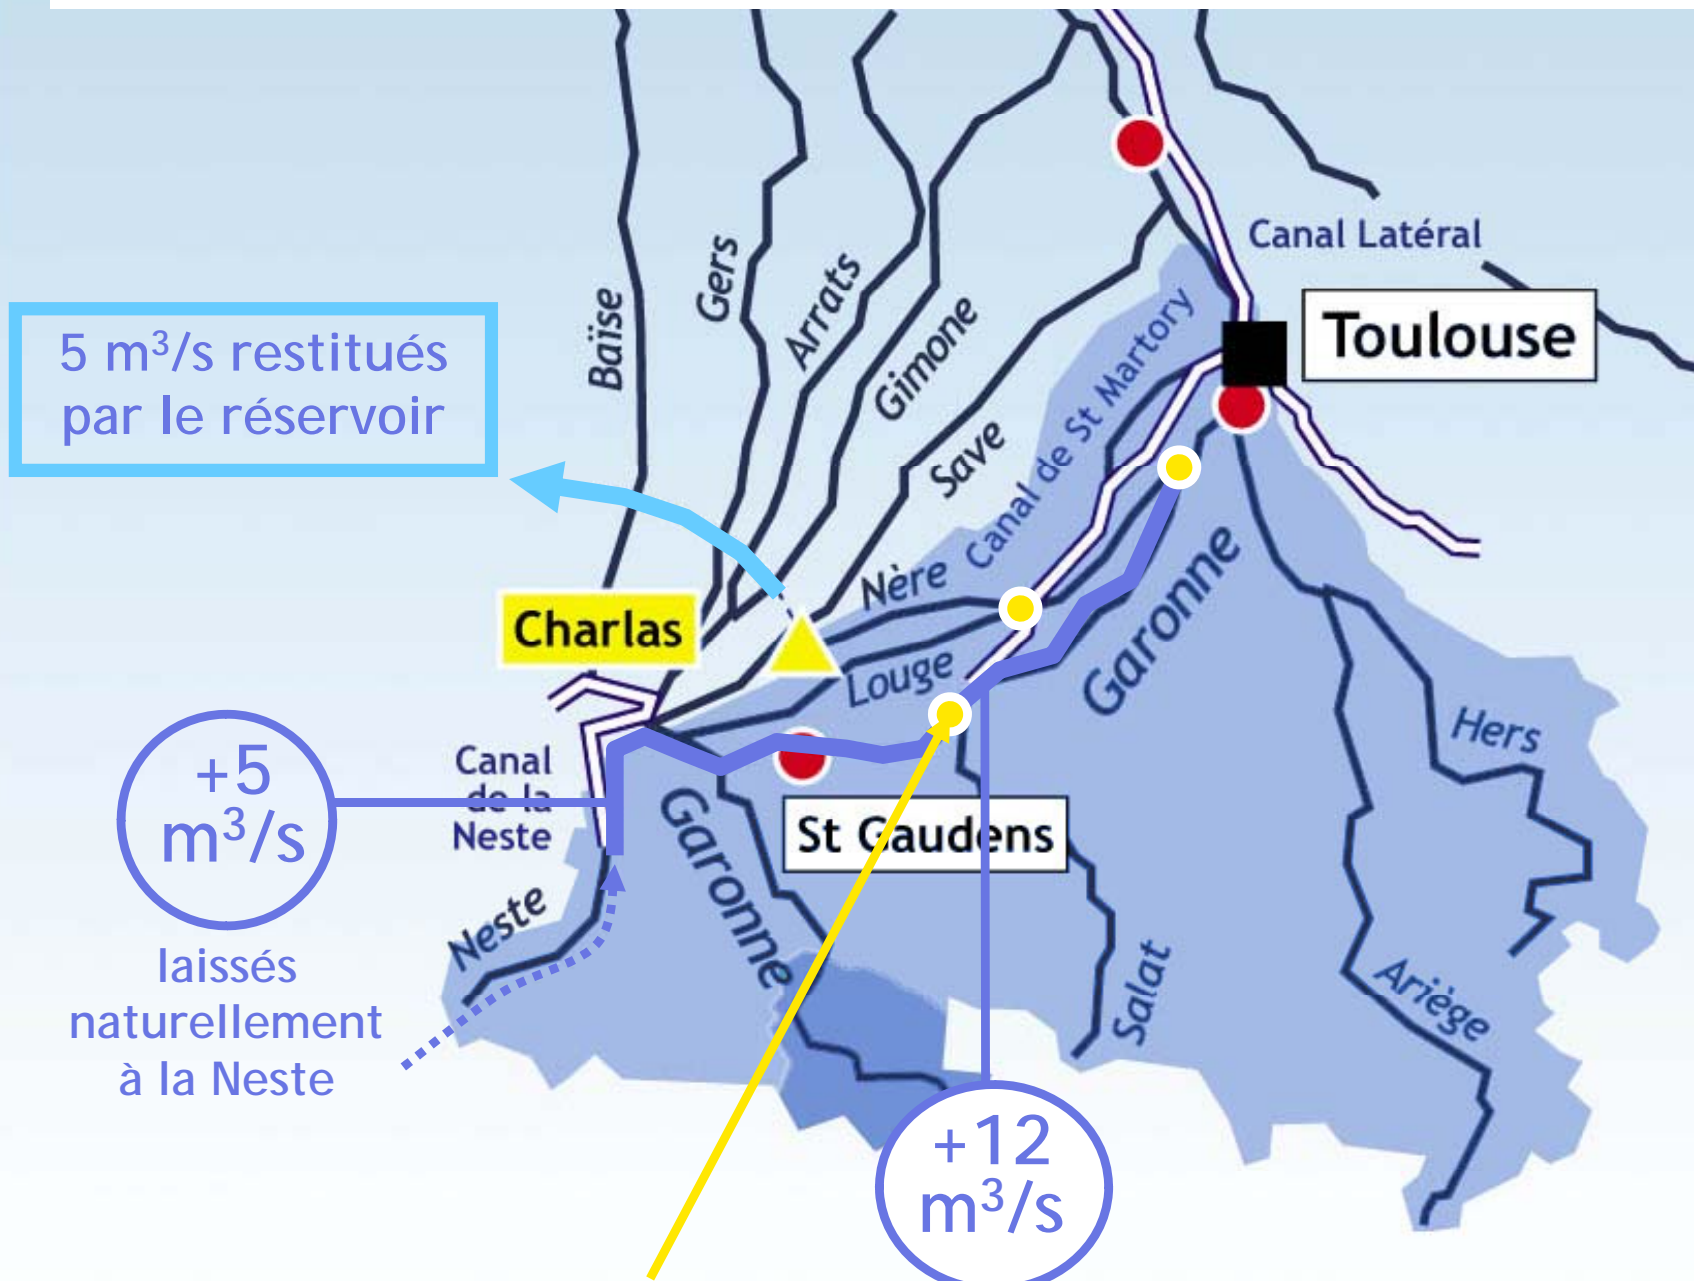 Canal Latéral
Toulouse
Baïse
Gers
Arrats
Gimone
Save
Canal de St Martory
5 m³/s restitués
par le réservoir
Nère
Charlas
Louge
Garonne
Hers
+5
m³/s
Canal
de la
Neste
St Gaudens
Garonne
Neste
laissés
naturellement
à la Neste
Salat
Ariège
+12
m³/s